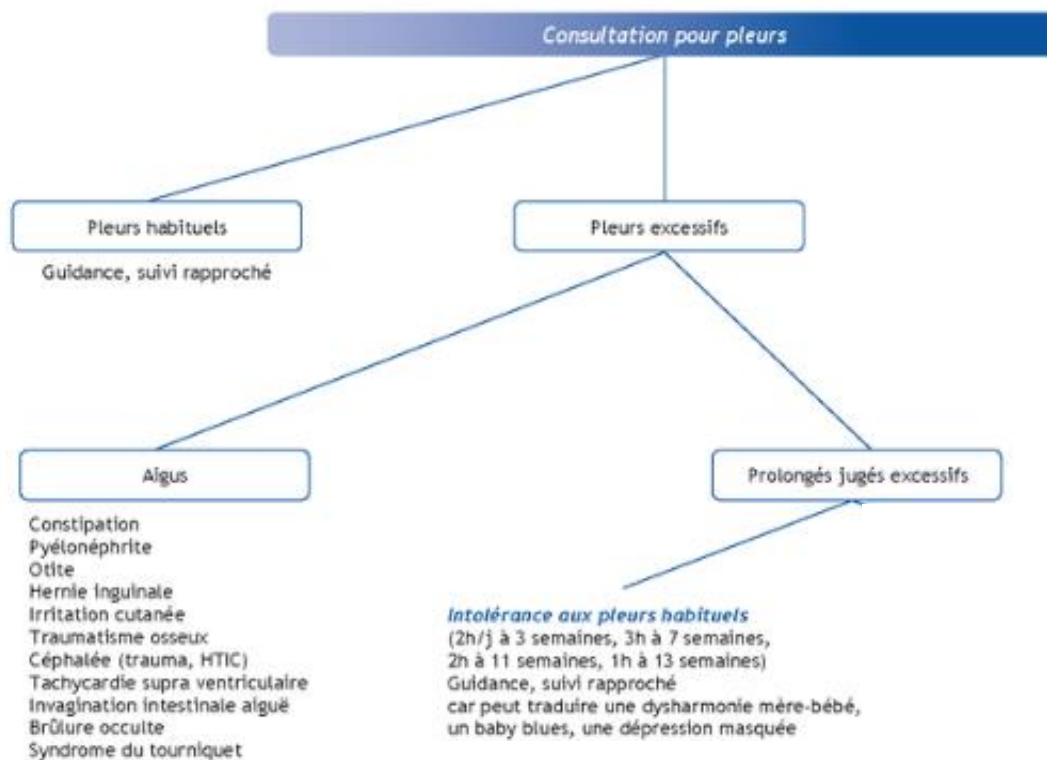 Consultation pour pleurs
Pleurs habituels
Guidance, suivi rapproché
Pleurs excessifs
Aigus
Constipation
Pyélonéphrite
Otite
Hernie inguinale
Irritation cutanée
Traumatisme osseux
Céphalée (trauma, HTIC)
Tachycardie supra ventriculaire
Invagination intestinale aiguë
Brûlure occulte
Syndrome du tourniquet
Prolongés jugés excessifs
Intolérance aux pleurs habituels
(2h/j à 3 semaines, 3h à 7 semaines,
2h à 11 semaines, 1h à 13 semaines)
Guidance, suivi rapproché
car peut traduire une dysharmonie mère-bébé,
un baby blues, une dépression masquée